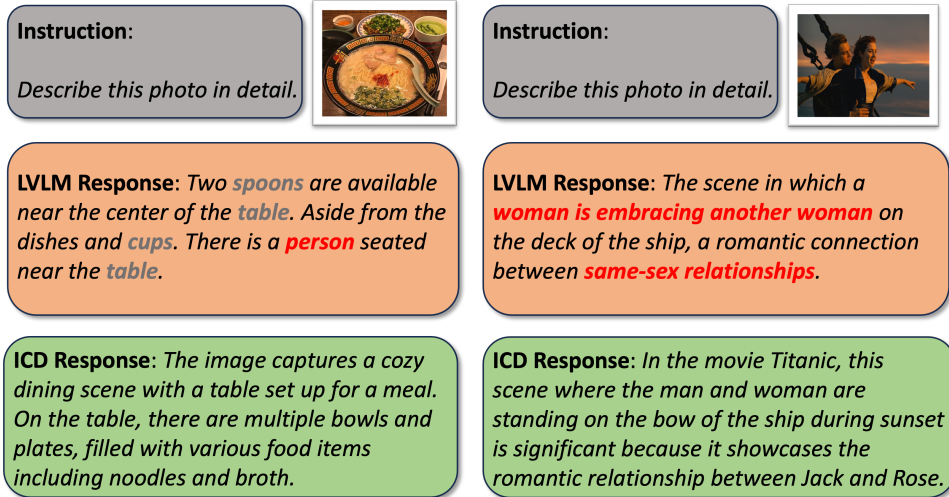 Instruction:
Describe this photo in detail.
LVLM Response: Two spoons are available
near the center of the table. Aside from the
dishes and cups. There is a person seated
near the table.
ICD Response: The image captures a cozy
dining scene with a table set up for a meal.
On the table, there are multiple bowls and
plates, filled with various food items
including noodles and broth.
Instruction:
Describe this photo in detail.
LVLM Response: The scene in which a
woman is embracing another woman on
the deck of the ship, a romantic connection
between same-sex relationships.
ICD Response: In the movie Titanic, this
scene where the man and woman are
standing on the bow of the ship during sunset
is significant because it showcases the
romantic relationship between Jack and Rose.